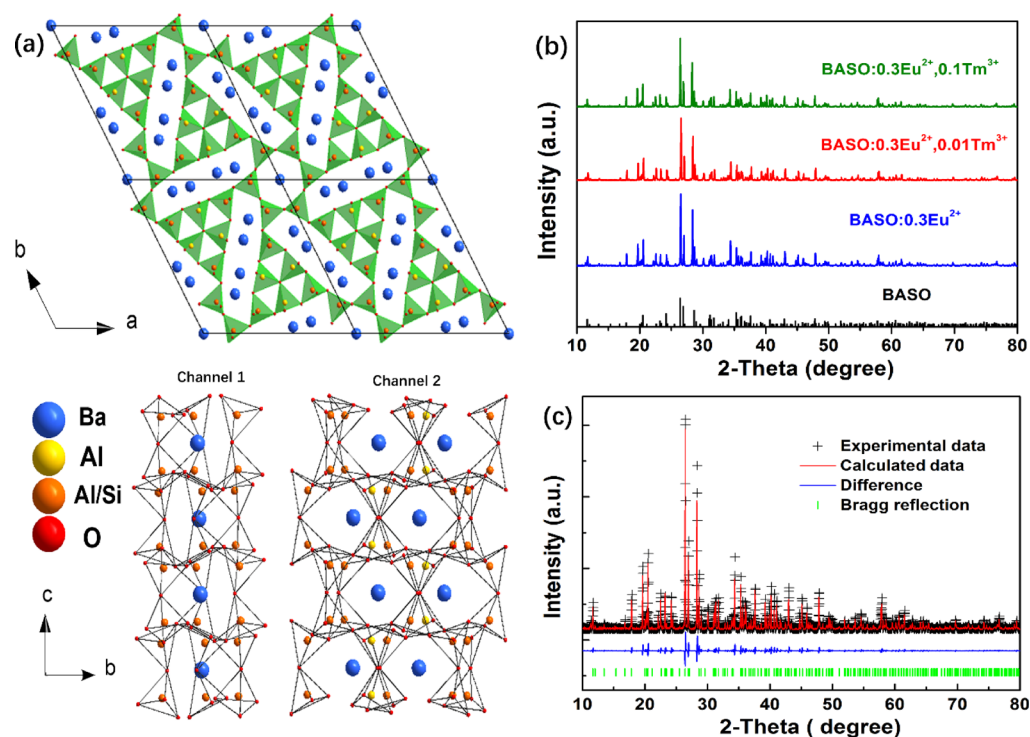 (a)
b
a
Channel 1
Channel 2
Ba
Al
Al/Si
O
c
b
(b)
BASO:0.3Eu²⁺,0.1Tm³⁺
BASO:0.3Eu²⁺,0.01Tm³⁺
BASO:0.3Eu²⁺
BASO
Intensity (a.u.)
10 20 30 40 50 60 70 80
2-Theta (degree)
(c)
Experimental data
Calculated data
Difference
Bragg reflection
Intensity (a.u.)
10 20 30 40 50 60 70 80
2-Theta ( degree)